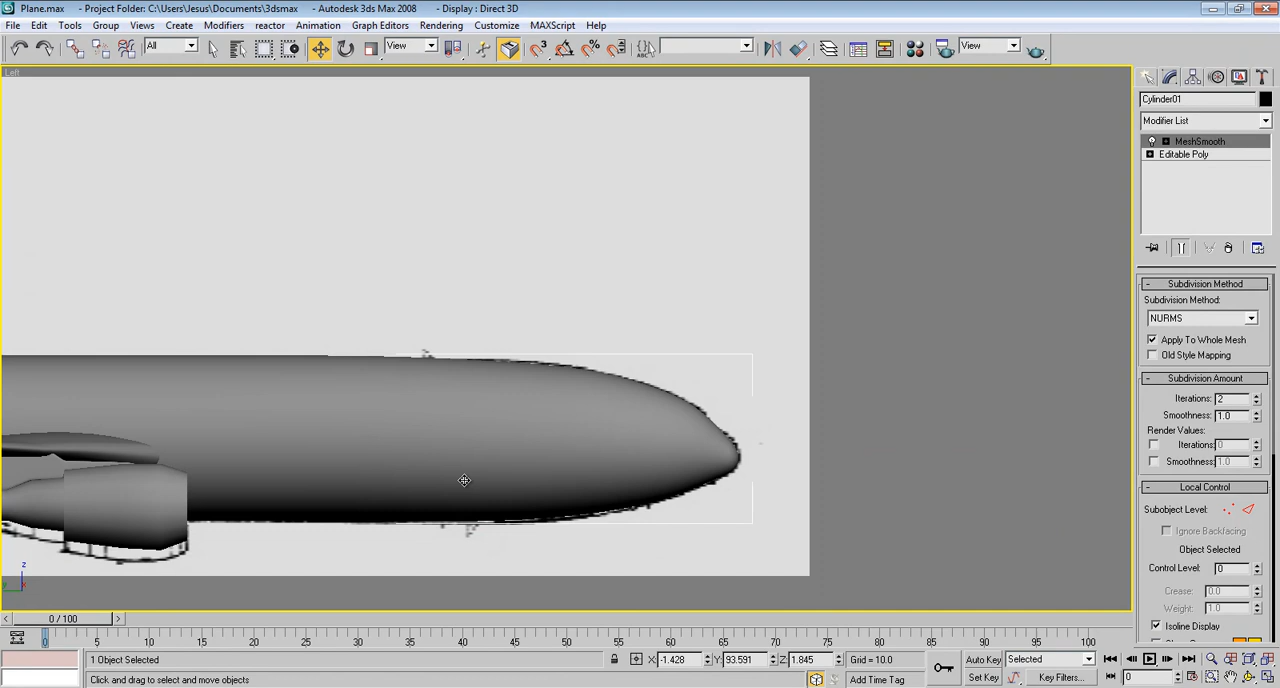 Plane.max - Project Folder: C:\Users\Jesus\Documents\3dsmax - Autodesk 3ds Max 2008 - Display : Direct 3D
File Edit Tools Group Views Create Modifiers reactor Animation Graph Editors Rendering Customize MAXScript Help
All View View
Left
Cylinder01
Modifier List
MeshSmooth
Editable Poly
Subdivision Method
Subdivision Method:
NURMS
Apply To Whole Mesh
Old Style Mapping
Subdivision Amount
Iterations: 2
Smoothness: 1.0
Render Values:
Iterations: 0
Smoothness: 1.0
Local Control
Subobject Level:
Ignore Backfacing
Object Selected
Control Level: 0
Crease: 0.0
Weight: 1.0
Isoline Display
z
0 / 100
0 5 10 15 20 25 30 35 40 45 50 55 60 65 70 75 80 85 90 95 100
1 Object Selected X: -1.428 Y: 93.591 Z: 1.845 Grid = 10.0 Auto Key Selected
Click and drag to select and move objects Add Time Tag Set Key Key Filters... 0